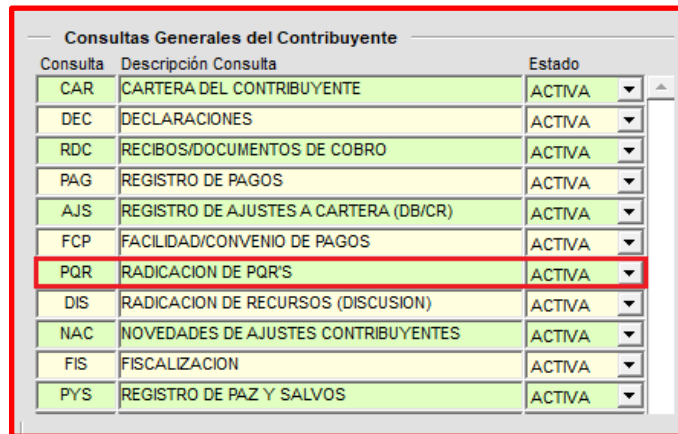 Consultas Generales del Contribuyente
Consulta Descripción Consulta Estado
CAR CARTERA DEL CONTRIBUYENTE ACTIVA
DEC DECLARACIONES ACTIVA
RDC RECIBOS/DOCUMENTOS DE COBRO ACTIVA
PAG REGISTRO DE PAGOS ACTIVA
AJS REGISTRO DE AJUSTES A CARTERA (DB/CR) ACTIVA
FCP FACILIDAD/CONVENIO DE PAGOS ACTIVA
PQR RADICACION DE PQR'S ACTIVA
DIS RADICACION DE RECURSOS (DISCUSION) ACTIVA
NAC NOVEDADES DE AJUSTES CONTRIBUYENTES ACTIVA
FIS FISCALIZACION ACTIVA
PYS REGISTRO DE PAZ Y SALVOS ACTIVA